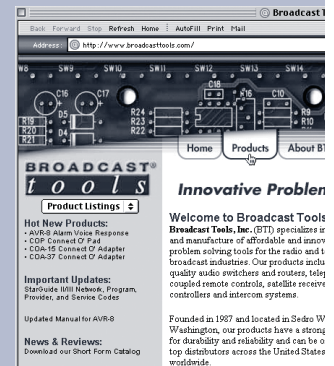 Broadcast T
Back Forward Stop Refresh Home AutoFill Print Mail
Address: http://www.broadcasttools.com/
W8 SW9 SW10 SW11 SW12 SW13 SW14
C18
C16 C17 R16 C10
D5 R24 R9
R19 R23 R10
R20 R22
R21 D4
Home Products About BT
BROADCAST®
tools
Product Listings
Innovative Problem
Hot New Products:
• AVR-8 Alarm Voice Response
• COP Connect O' Pad
• COA-15 Connect O' Adapter
• COA-37 Connect O' Adapter
Important Updates:
StarGuide II/III Network, Program,
Provider, and Service Codes
Updated Manual for AVR-8
News & Reviews:
Download our Short Form Catalog
Welcome to Broadcast Tools
Broadcast Tools, Inc. (BTI) specializes in
and manufacture of affordable and innov
problem solving tools for the radio and t
broadcast industries. Our products inclu
quality audio switchers and routers, telep
coupled remote controls, satellite receive
controllers and intercom systems.
Founded in 1987 and located in Sedro W
Washington, our products have a strong
for durability and reliability and can be o
top distributors across the United States
worldwide.